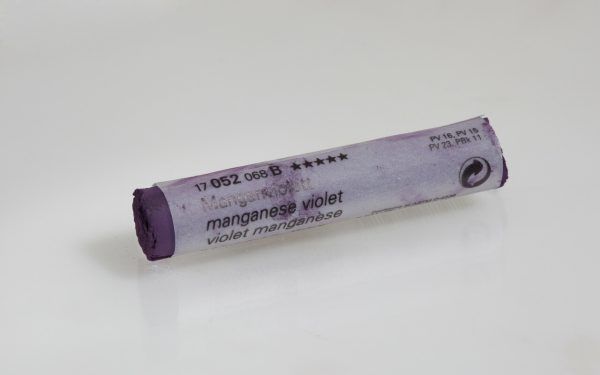 17 052 068 B ★★★★★
Manganviolett
manganese violet
violet manganèse
PV 16, PV 15
PV 23, PBk 11